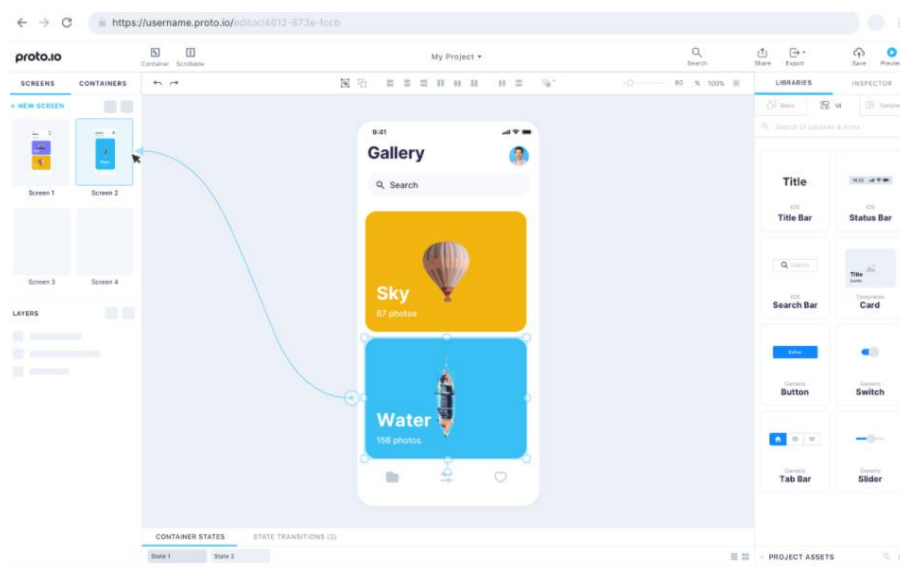 https://username.proto.io/editor/4612-873e-fccb
proto.io
Container
Scrollable
My Project
Search
Share
Export
Save
Preview
SCREENS
CONTAINERS
60 % 100%
LIBRARIES
INSPECTOR
+ NEW SCREEN
Basic
UI
Search UI Libraries & Icons
Screen 1
Screen 2
Screen 3
Screen 4
LAYERS
9:41
Gallery
Search
Sky
67 photos
Water
156 photos
Title
iOS
Title Bar
iOS
Status Bar
Search
iOS
Search Bar
Title
Templates
Card
Button
Generic
Button
Generic
Switch
Generic
Tab Bar
Generic
Slider
CONTAINER STATES
STATE TRANSITIONS (2)
State 1
State 2
PROJECT ASSETS